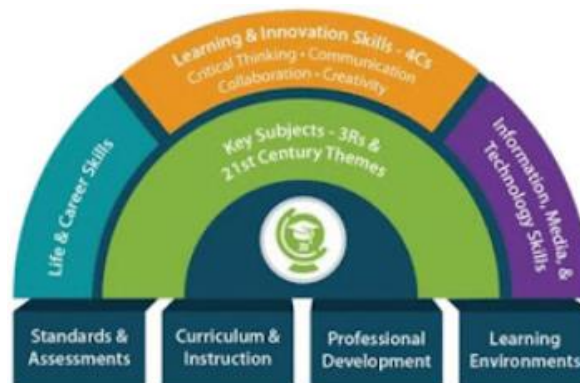 Learning & Innovation Skills - 4Cs
Critical Thinking • Communication
Collaboration • Creativity
Life & Career Skills
Key Subjects - 3Rs &
21st Century Themes
Information, Media, &
Technology Skills
Standards &
Assessments
Curriculum &
Instruction
Professional
Development
Learning
Environments